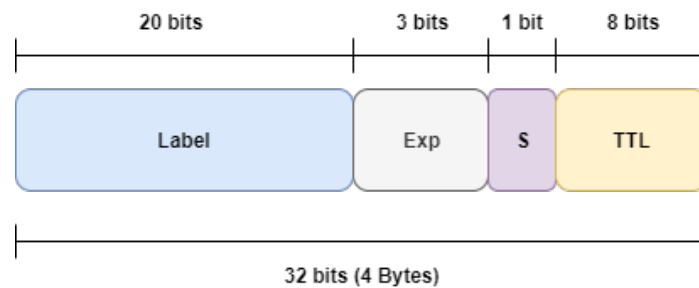 20 bits 3 bits 1 bit 8 bits
Label Exp S TTL
32 bits (4 Bytes)